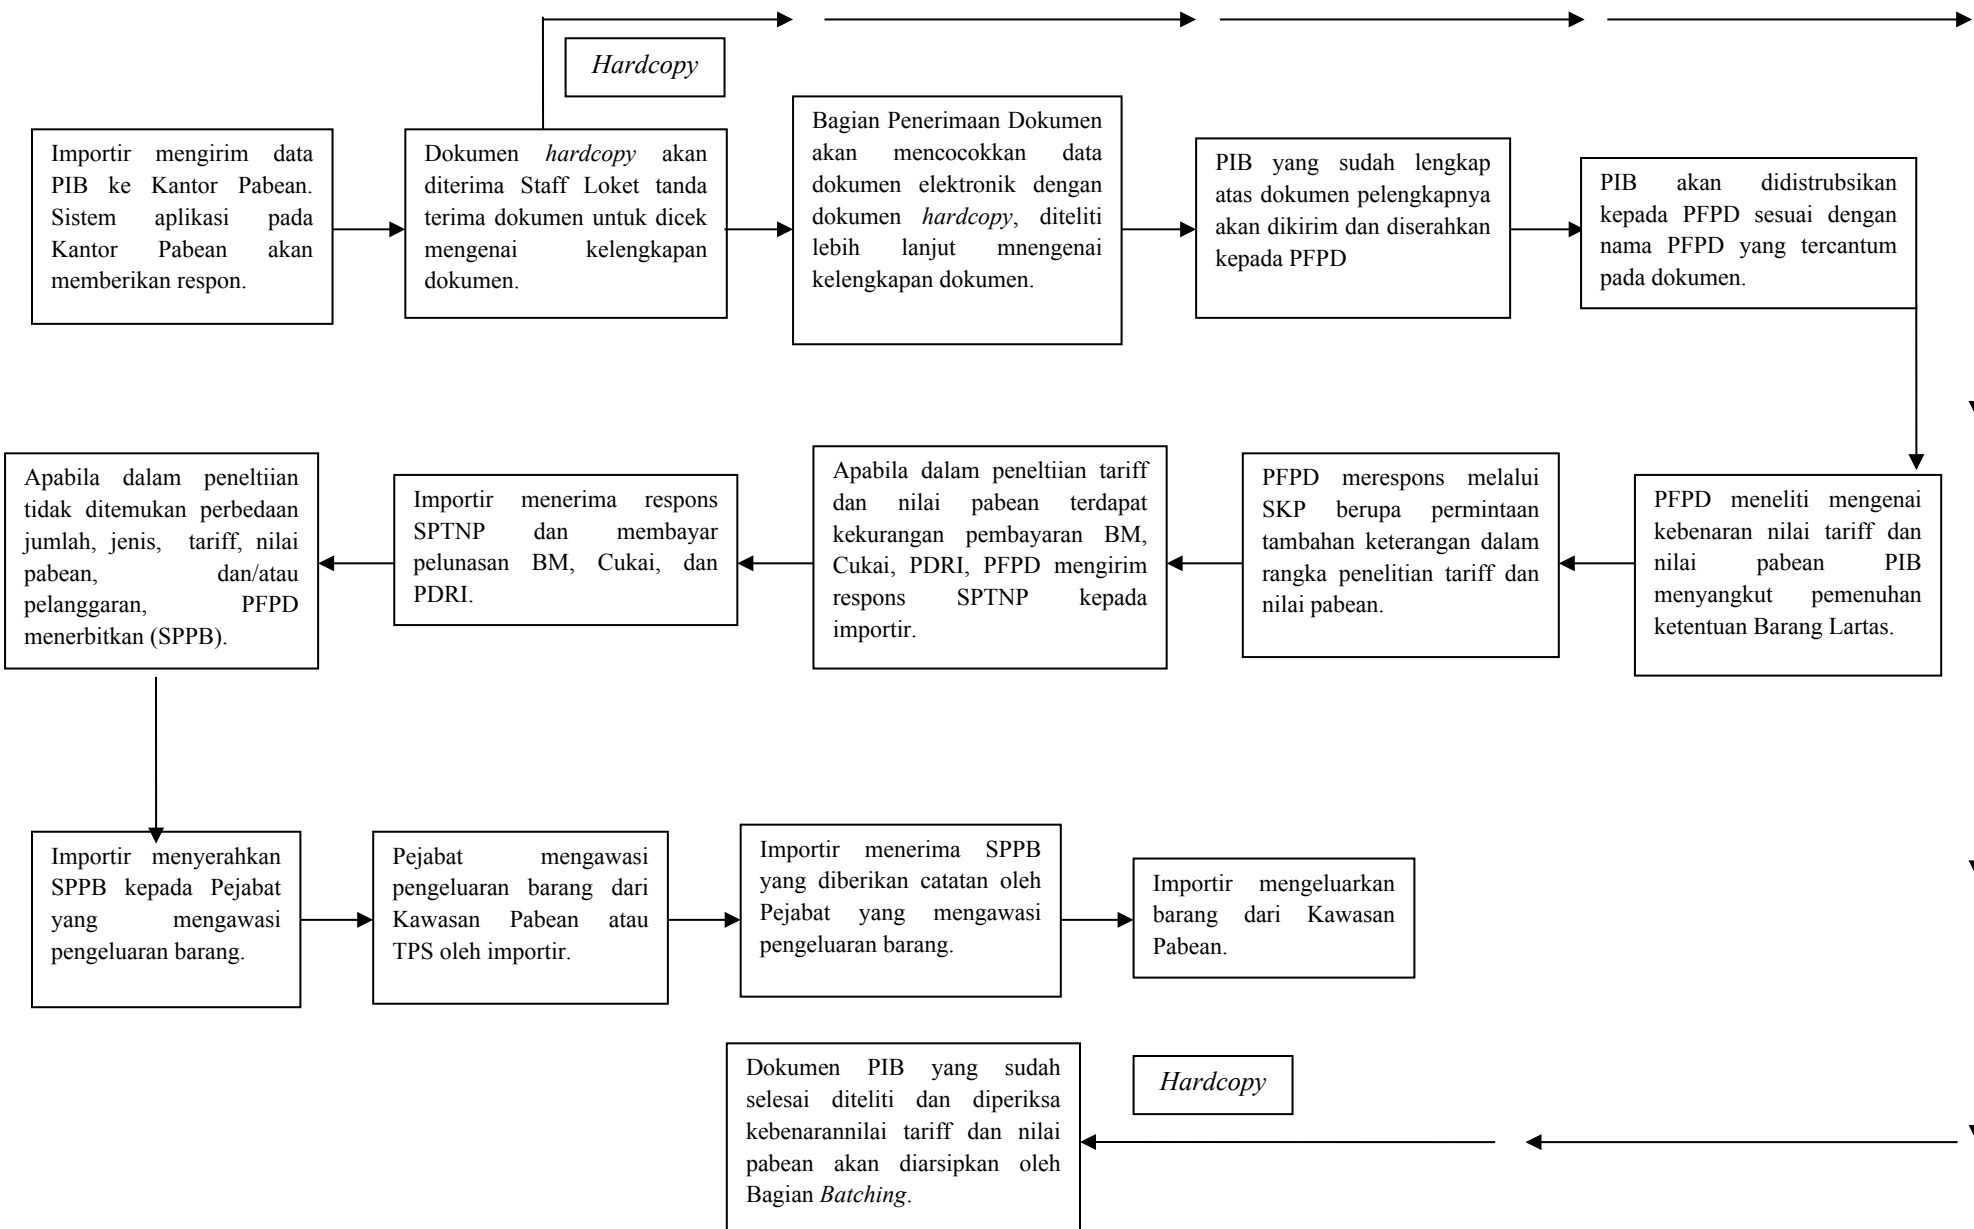 Hardcopy
Importir mengirim data
PIB ke Kantor Pabean.
Sistem aplikasi pada
Kantor Pabean akan
memberikan respon.
Dokumen hardcopy akan
diterima Staff Loket tanda
terima dokumen untuk dicek
mengenai kelengkapan
dokumen.
Bagian Penerimaan Dokumen
akan mencocokkan data
dokumen elektronik dengan
dokumen hardcopy, diteliti
lebih lanjut mnengenai
kelengkapan dokumen.
PIB yang sudah lengkap
atas dokumen pelengkapnya
akan dikirim dan diserahkan
kepada PFPD
PIB akan didistrubsikan
kepada PFPD sesuai dengan
nama PFPD yang tercantum
pada dokumen.
PFPD meneliti mengenai
kebenaran nilai tariff dan
nilai pabean PIB
menyangkut pemenuhan
ketentuan Barang Lartas.
PFPD merespons melalui
SKP berupa permintaan
tambahan keterangan dalam
rangka penelitian tariff dan
nilai pabean.
Apabila dalam peneltiian tariff
dan nilai pabean terdapat
kekurangan pembayaran BM,
Cukai, PDRI, PFPD mengirim
respons SPTNP kepada
importir.
Importir menerima respons
SPTNP dan membayar
pelunasan BM, Cukai, dan
PDRI.
Apabila dalam peneltiian
tidak ditemukan perbedaan
jumlah, jenis, tariff, nilai
pabean, dan/atau
pelanggaran, PFPD
menerbitkan (SPPB).
Importir menyerahkan
SPPB kepada Pejabat
yang mengawasi
pengeluaran barang.
Pejabat mengawasi
pengeluaran barang dari
Kawasan Pabean atau
TPS oleh importir.
Importir menerima SPPB
yang diberikan catatan oleh
Pejabat yang mengawasi
pengeluaran barang.
Importir mengeluarkan
barang dari Kawasan
Pabean.
Hardcopy
Dokumen PIB yang sudah
selesai diteliti dan diperiksa
kebenarannilai tariff dan nilai
pabean akan diarsipkan oleh
Bagian Batching.